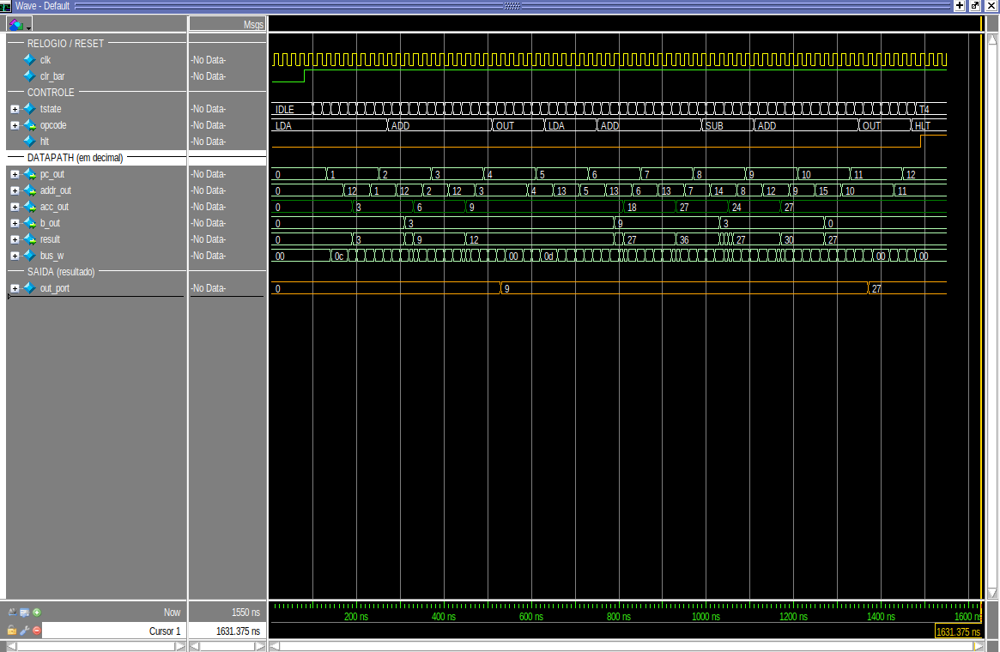 Wave - Default
Msgs
RELOGIO / RESET
clk -No Data-
clr_bar -No Data-
CONTROLE
tstate -No Data- IDLE T4
opcode -No Data- LDA ADD OUT LDA ADD SUB ADD OUT HLT
hlt -No Data-
DATAPATH (em decimal)
pc_out -No Data- 0 1 2 3 4 5 6 7 8 9 10 11 12
addr_out -No Data- 0 12 1 12 2 12 3 4 13 5 13 6 13 7 14 8 12 9 15 10 11
acc_out -No Data- 0 3 6 9 18 27 24 27
b_out -No Data- 0 3 9 3 0
result -No Data- 0 3 9 12 27 36 27 30 27
bus_w -No Data- 00 0c 00 0d 00 00
SAIDA (resultado)
out_port -No Data- 0 9 27
Now 1550 ns 200 ns 400 ns 600 ns 800 ns 1000 ns 1200 ns 1400 ns 1600 n
Cursor 1 1631.375 ns 1631.375 ns